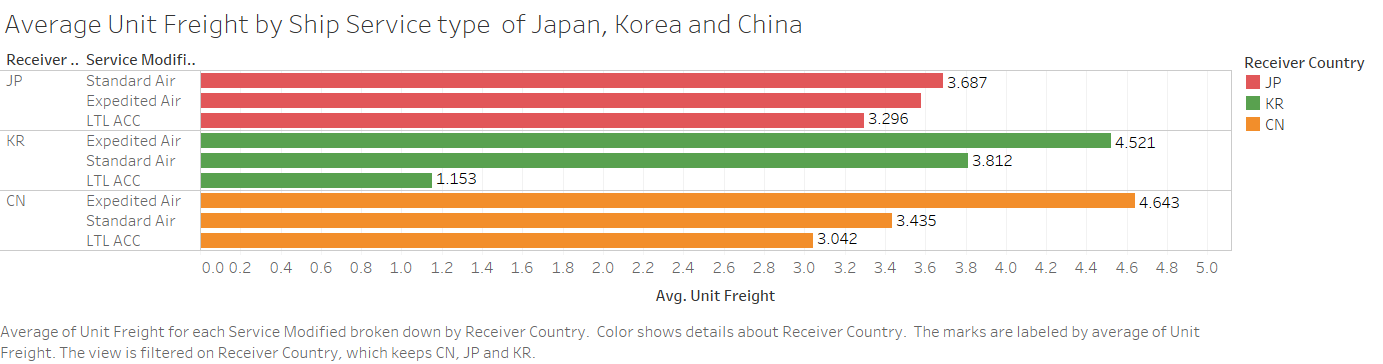 Average Unit Freight by Ship Service type  of Japan, Korea and China
Receiver .. Service Modifi..
Receiver Country
JP Standard Air 3.687
JP
Expedited Air
KR
LTL ACC 3.296
CN
KR Expedited Air 4.521
Standard Air 3.812
LTL ACC 1.153
CN Expedited Air 4.643
Standard Air 3.435
LTL ACC 3.042
0.0 0.2 0.4 0.6 0.8 1.0 1.2 1.4 1.6 1.8 2.0 2.2 2.4 2.6 2.8 3.0 3.2 3.4 3.6 3.8 4.0 4.2 4.4 4.6 4.8 5.0
Avg. Unit Freight
Average of Unit Freight for each Service Modified broken down by Receiver Country.  Color shows details about Receiver Country.  The marks are labeled by average of Unit
Freight. The view is filtered on Receiver Country, which keeps CN, JP and KR.